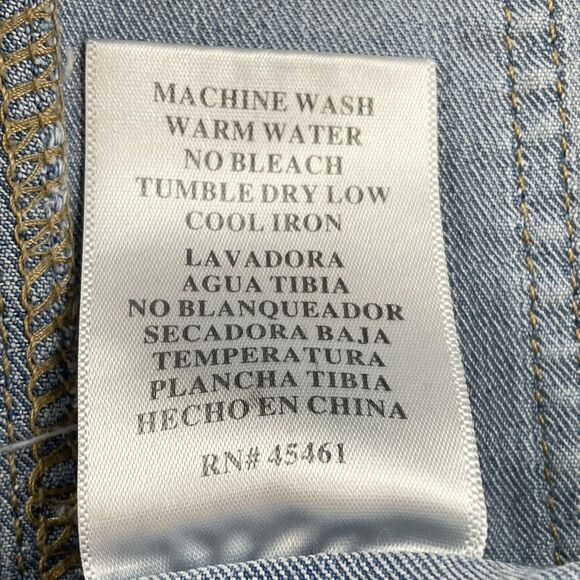 MACHINE WASH
WARM WATER
NO BLEACH
TUMBLE DRY LOW
COOL IRON
LAVADORA
AGUA TIBIA
NO BLANQUEADOR
SECADORA BAJA
TEMPERATURA
PLANCHA TIBIA
HECHO EN CHINA
RN# 45461